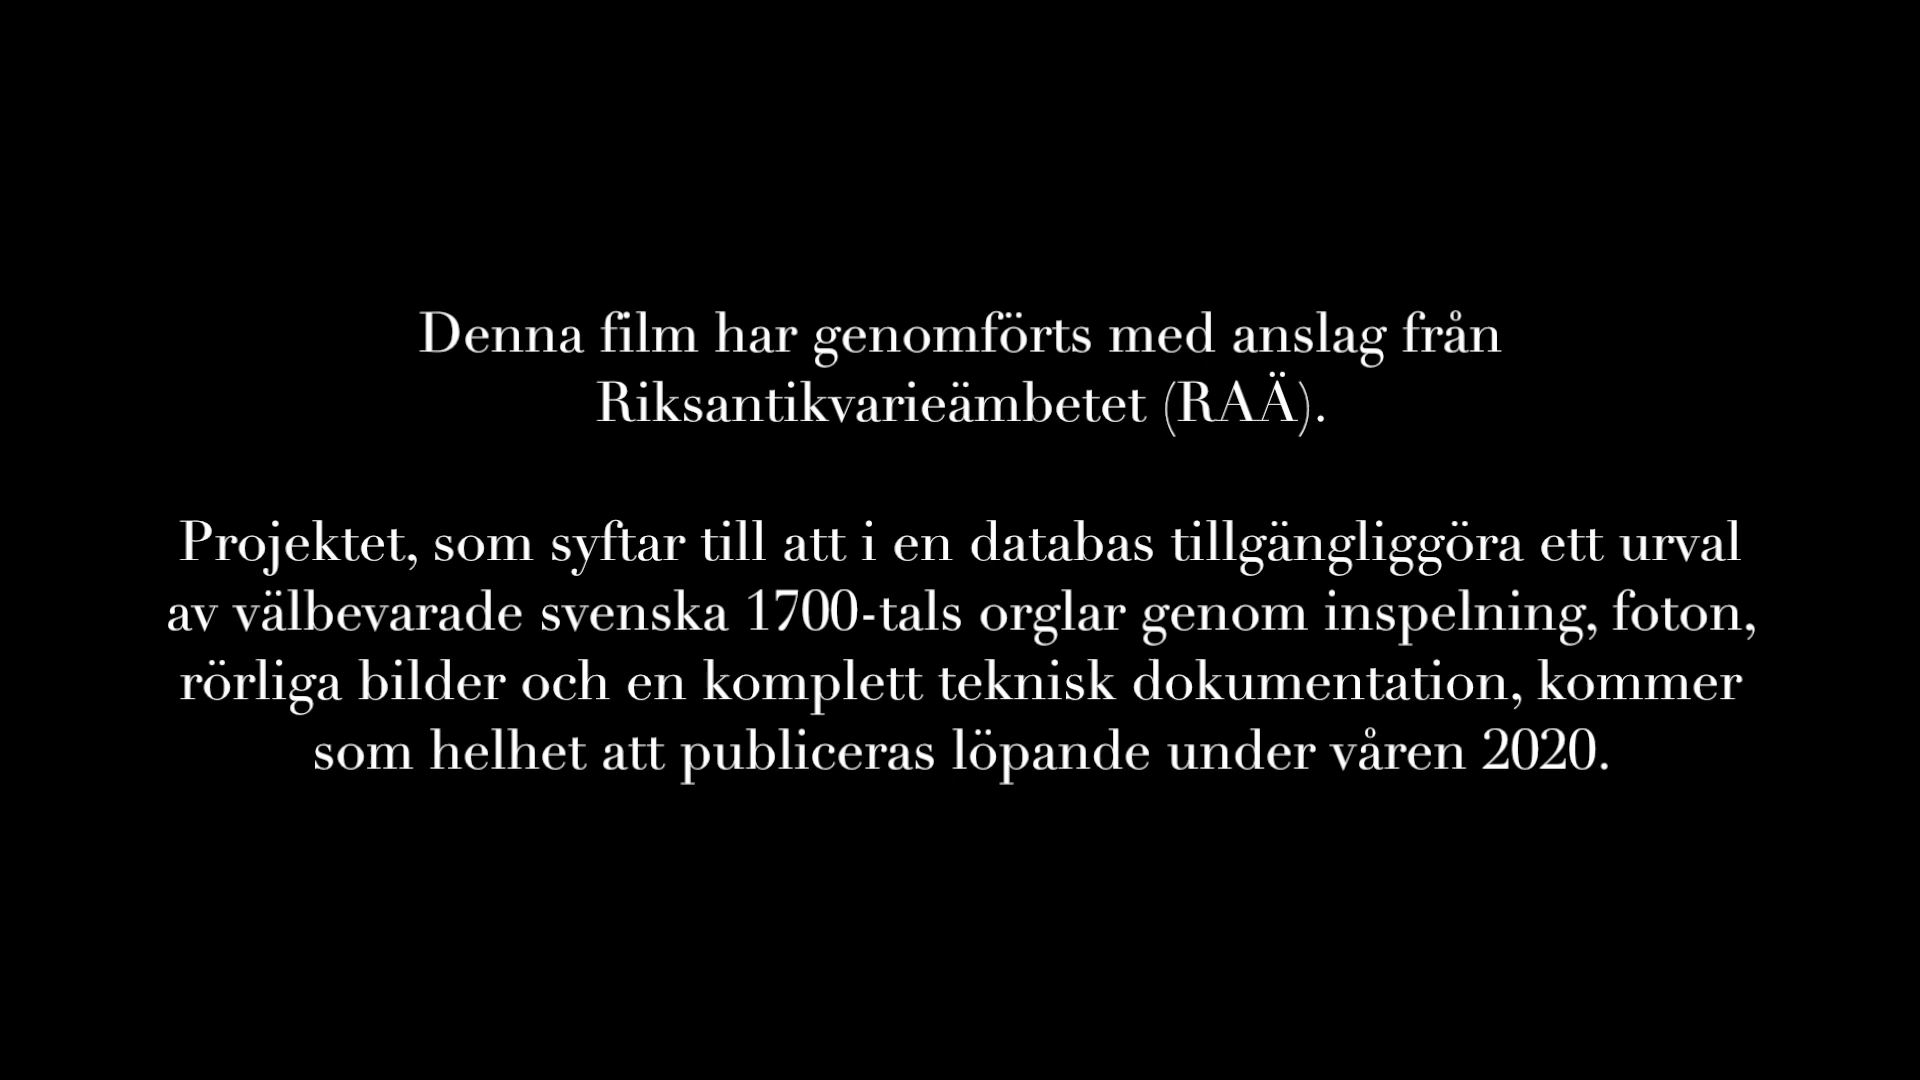 Denna film har genomförts med anslag från
Riksantikvarieämbetet (RAÄ).
Projektet, som syftar till att i en databas tillgängliggöra ett urval
av välbevarade svenska 1700-tals orglar genom inspelning, foton,
rörliga bilder och en komplett teknisk dokumentation, kommer
som helhet att publiceras löpande under våren 2020.